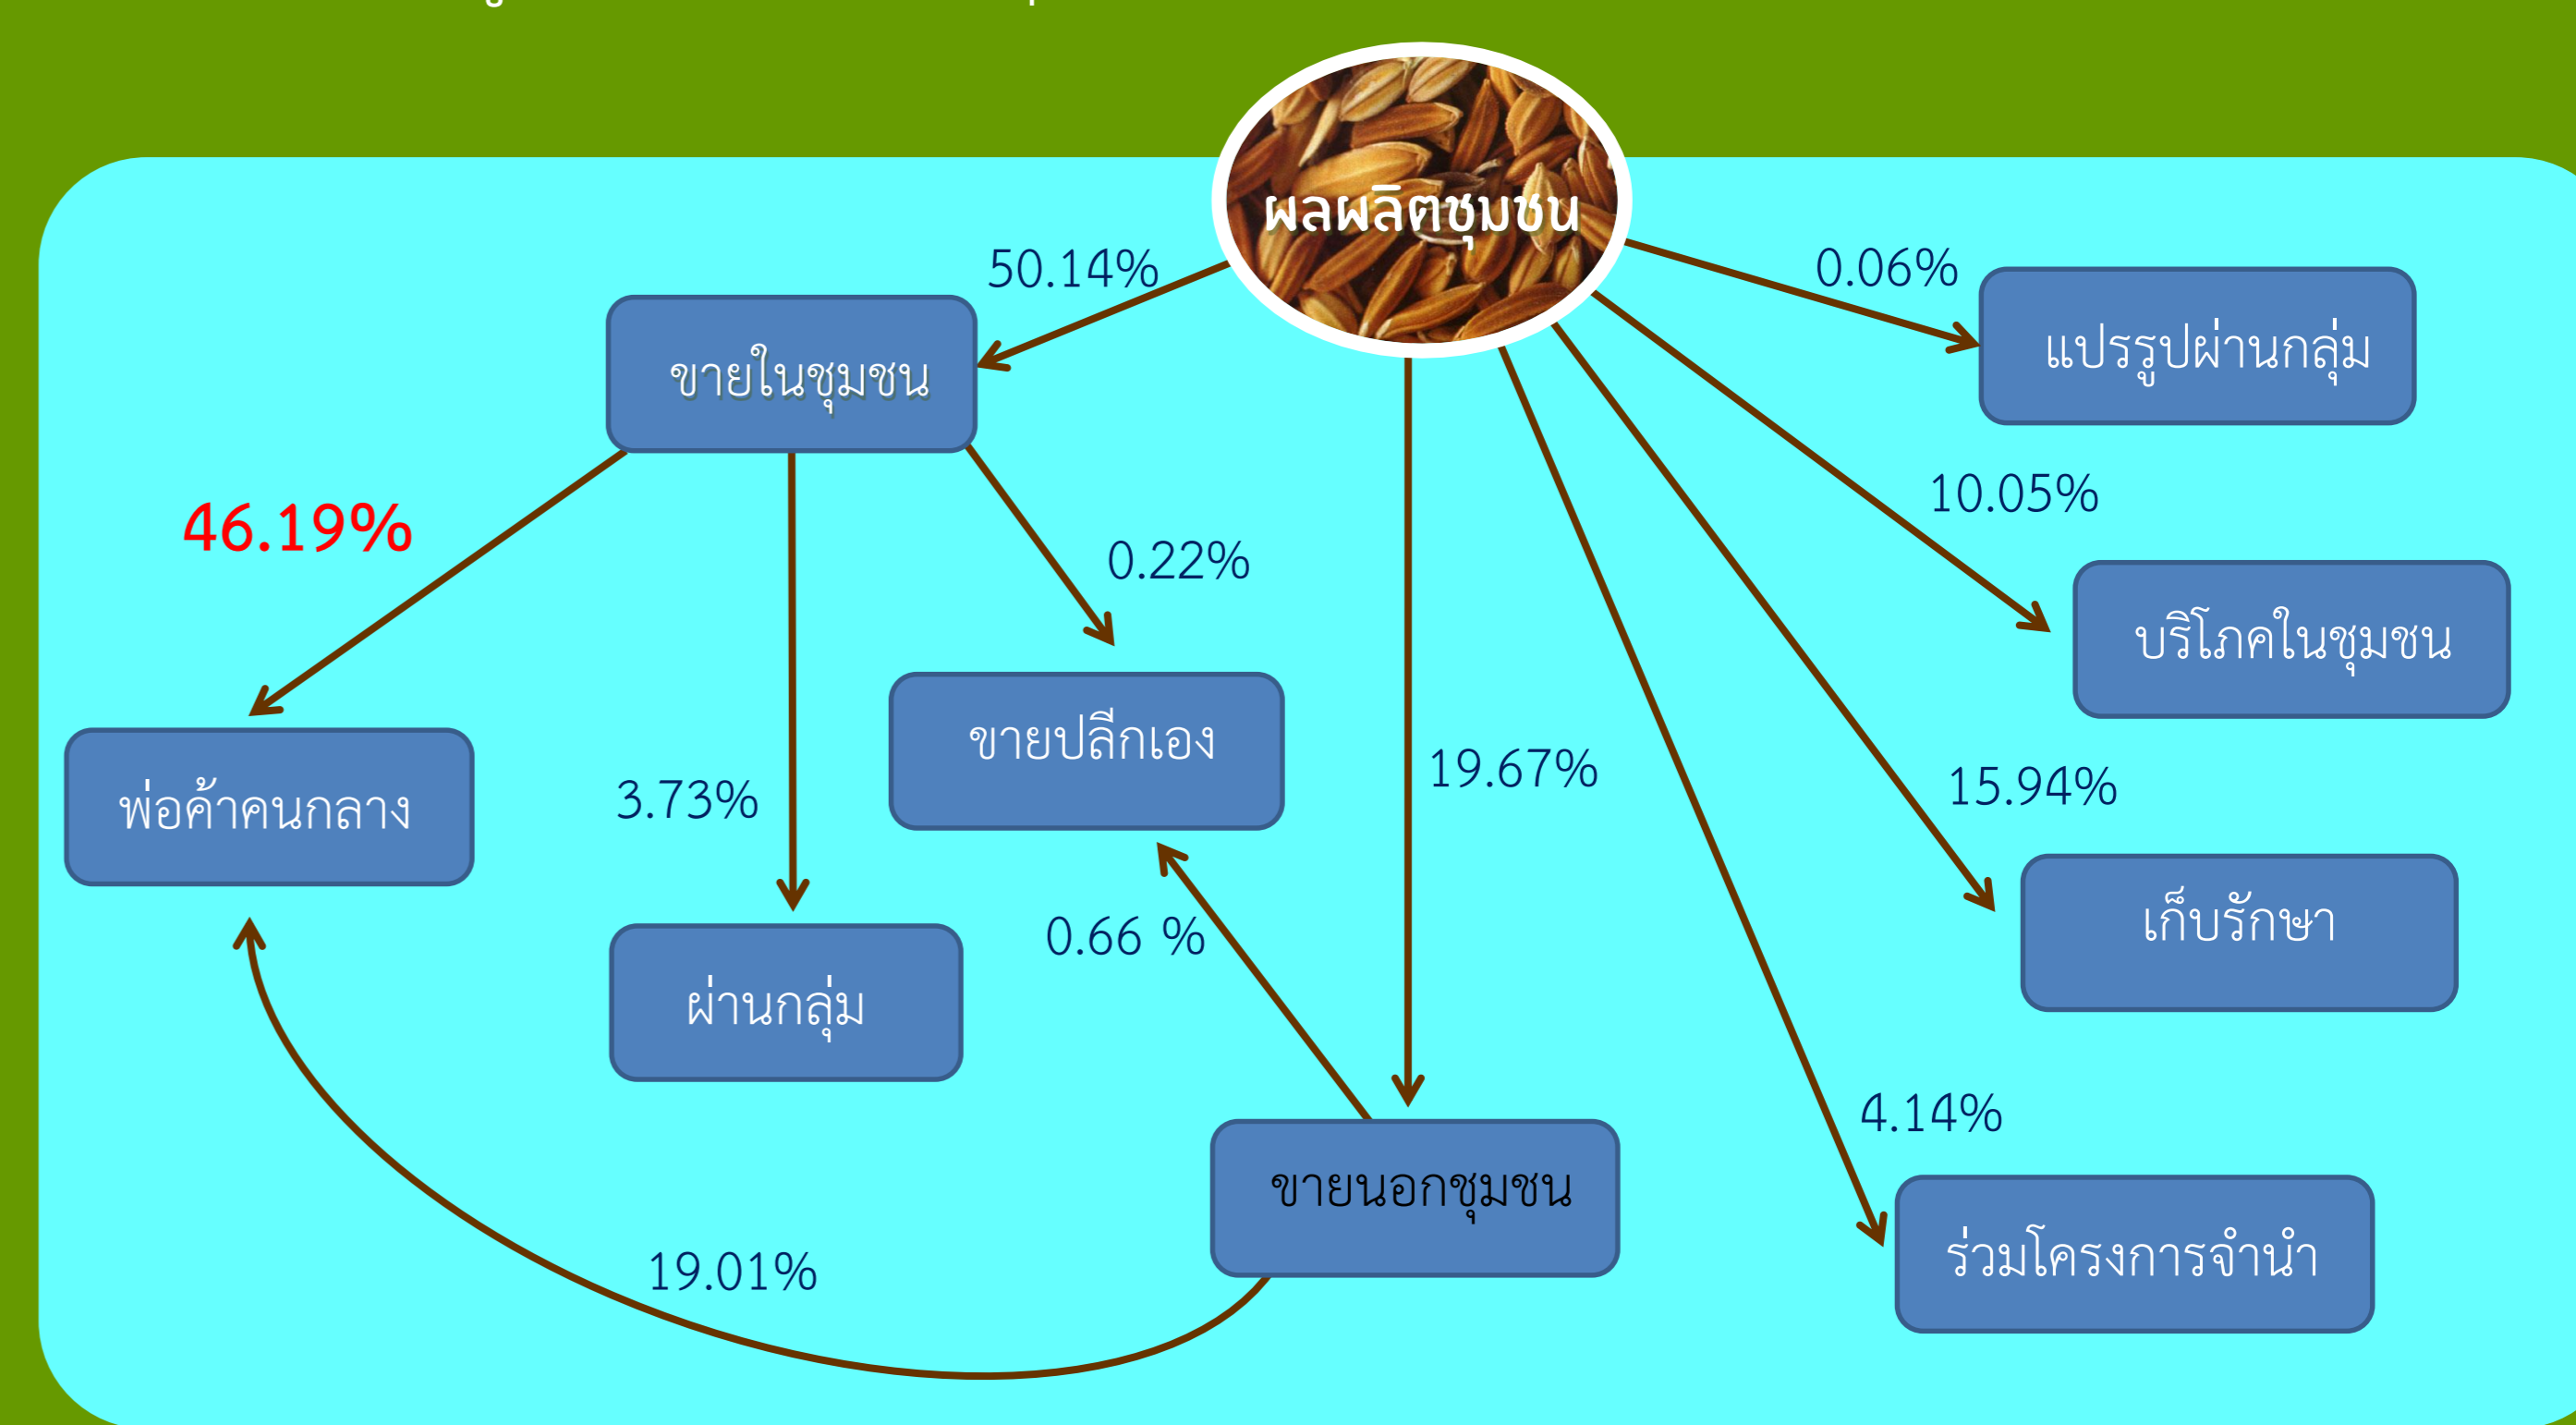 ผลผลิตชุมชน
50.14%
0.06%
ขายในชุมชน
แปรรูปผ่านกลุ่ม
46.19%
10.05%
0.22%
บริโภคในชุมชน
ขายปลีกเอง
19.67%
15.94%
3.73%
พ่อค้าคนกลาง
เก็บรักษา
0.66 %
ผ่านกลุ่ม
4.14%
ขายนอกชุมชน
19.01%
ร่วมโครงการจำนำ